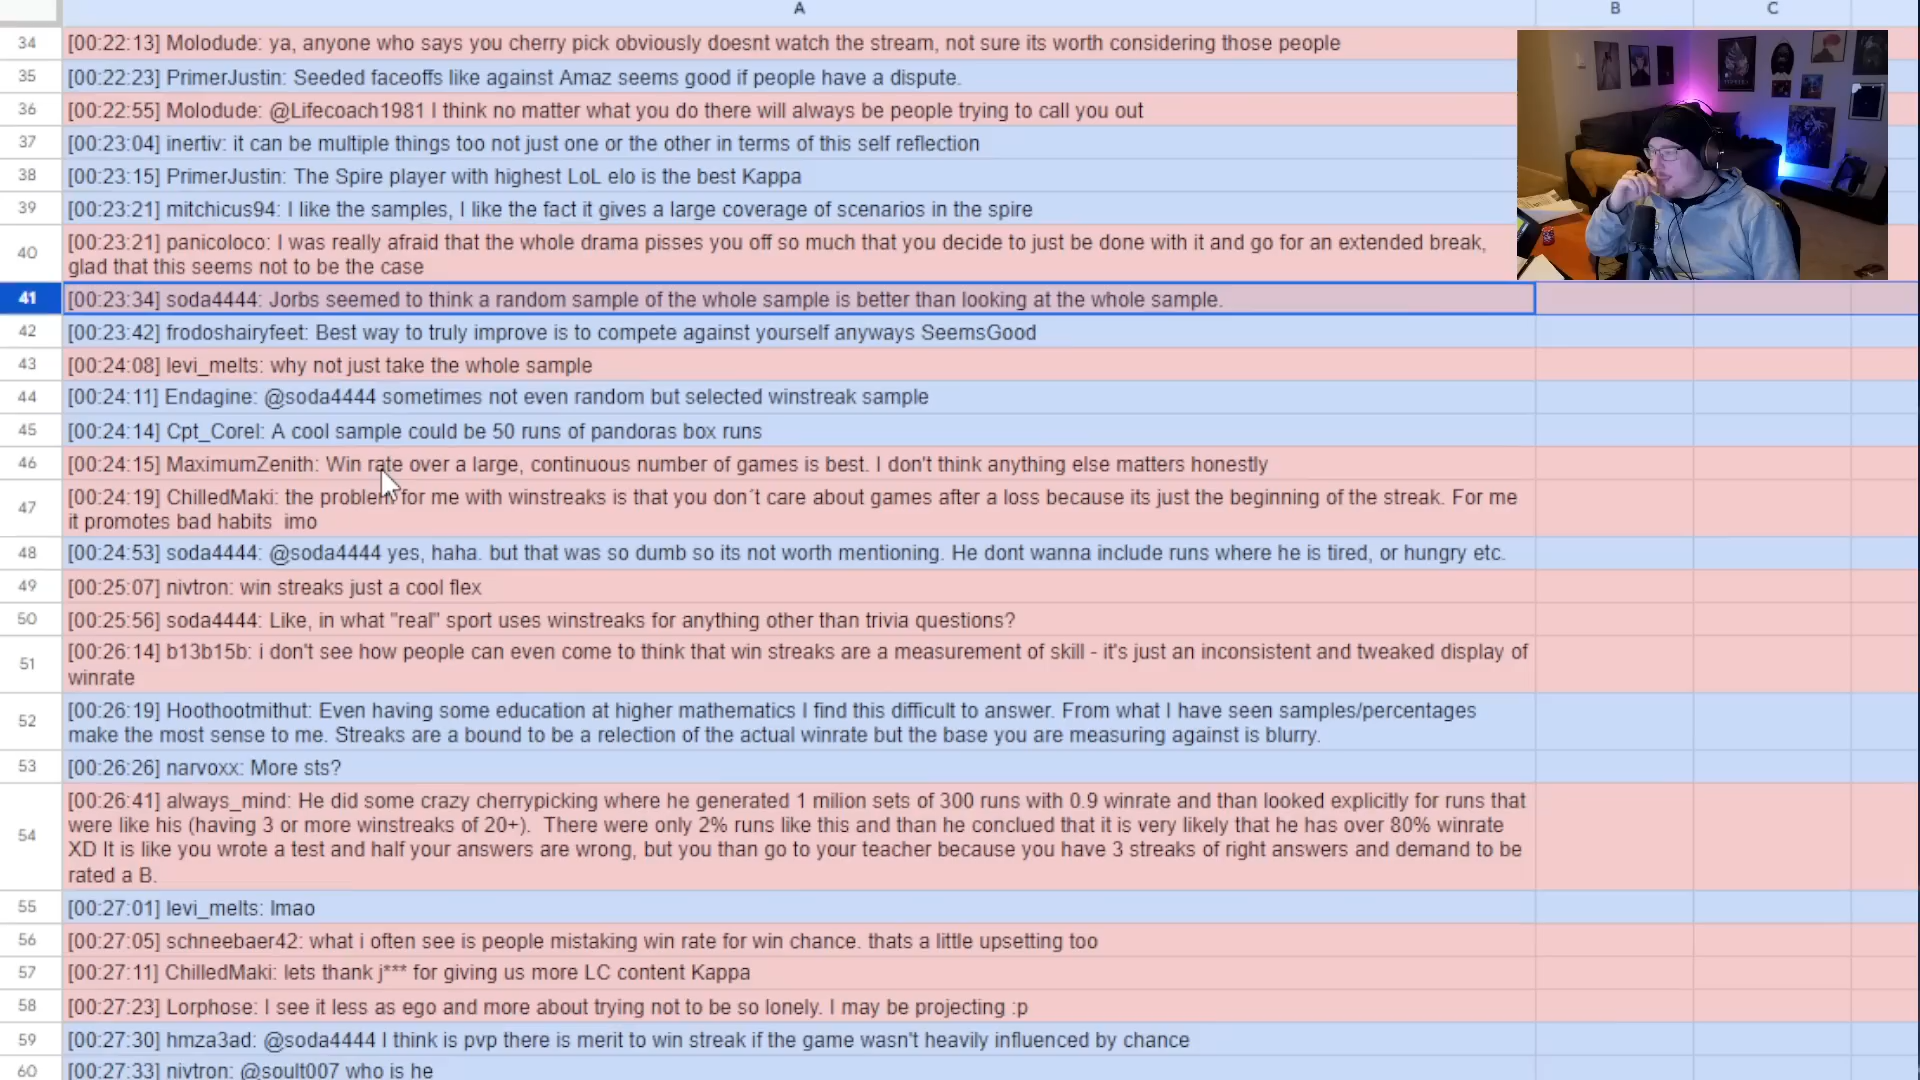 A B C
34 [00:22:13] Molodude: ya, anyone who says you cherry pick obviously doesnt watch the stream, not sure its worth considering those people
35 [00:22:23] PrimerJustin: Seeded faceoffs like against Amaz seems good if people have a dispute.
36 [00:22:55] Molodude: @Lifecoach1981 I think no matter what you do there will always be people trying to call you out
37 [00:23:04] inertiv: it can be multiple things too not just one or the other in terms of this self reflection
38 [00:23:15] PrimerJustin: The Spire player with highest LoL elo is the best Kappa
39 [00:23:21] mitchicus94: I like the samples, I like the fact it gives a large coverage of scenarios in the spire
40 [00:23:21] panicoloco: I was really afraid that the whole drama pisses you off so much that you decide to just be done with it and go for an extended break,
glad that this seems not to be the case
41 [00:23:34] soda4444: Jorbs seemed to think a random sample of the whole sample is better than looking at the whole sample.
42 [00:23:42] frodoshairyfeet: Best way to truly improve is to compete against yourself anyways SeemsGood
43 [00:24:08] levi_melts: why not just take the whole sample
44 [00:24:11] Endagine: @soda4444 sometimes not even random but selected winstreak sample
45 [00:24:14] Cpt_Corel: A cool sample could be 50 runs of pandoras box runs
46 [00:24:15] MaximumZenith: Win rate over a large, continuous number of games is best. I don't think anything else matters honestly
47 [00:24:19] ChilledMaki: the problem for me with winstreaks is that you don´t care about games after a loss because its just the beginning of the streak. For me
it promotes bad habits  imo
48 [00:24:53] soda4444: @soda4444 yes, haha. but that was so dumb so its not worth mentioning. He dont wanna include runs where he is tired, or hungry etc.
49 [00:25:07] nivtron: win streaks just a cool flex
50 [00:25:56] soda4444: Like, in what "real" sport uses winstreaks for anything other than trivia questions?
51 [00:26:14] b13b15b: i don't see how people can even come to think that win streaks are a measurement of skill - it's just an inconsistent and tweaked display of
winrate
52 [00:26:19] Hoothootmithut: Even having some education at higher mathematics I find this difficult to answer. From what I have seen samples/percentages
make the most sense to me. Streaks are a bound to be a relection of the actual winrate but the base you are measuring against is blurry.
53 [00:26:26] narvoxx: More sts?
54 [00:26:41] always_mind: He did some crazy cherrypicking where he generated 1 milion sets of 300 runs with 0.9 winrate and than looked explicitly for runs that
were like his (having 3 or more winstreaks of 20+).  There were only 2% runs like this and than he concluded that it is very likely that he has over 80% winrate
XD It is like you wrote a test and half your answers are wrong, but you than go to your teacher because you have 3 streaks of right answers and demand to be
rated a B.
55 [00:27:01] levi_melts: lmao
56 [00:27:05] schneebaer42: what i often see is people mistaking win rate for win chance. thats a little upsetting too
57 [00:27:11] ChilledMaki: lets thank j*** for giving us more LC content Kappa
58 [00:27:23] Lorphose: I see it less as ego and more about trying not to be so lonely. I may be projecting :p
59 [00:27:30] hmza3ad: @soda4444 I think is pvp there is merit to win streak if the game wasn't heavily influenced by chance
60 [00:27:33] nivtron: @soult007 who is he